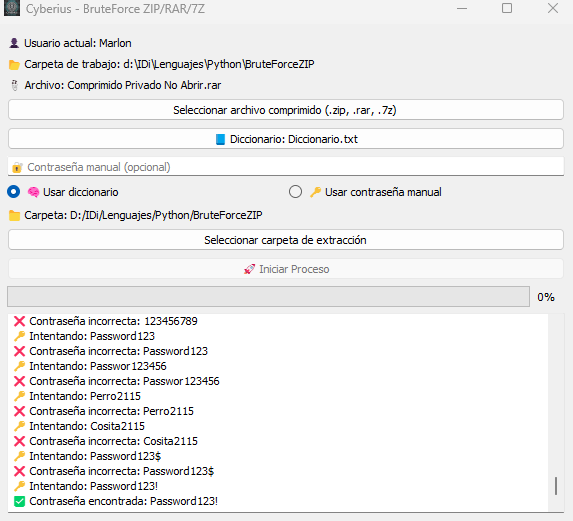 Cyberius - BruteForce ZIP/RAR/7Z
Usuario actual: Marlon
Carpeta de trabajo: d:\IDi\Lenguajes\Python\BruteForceZIP
Archivo: Comprimido Privado No Abrir.rar
Seleccionar archivo comprimido (.zip, .rar, .7z)
Diccionario: Diccionario.txt
Contraseña manual (opcional)
Usar diccionario
Usar contraseña manual
Carpeta: D:/IDi/Lenguajes/Python/BruteForceZIP
Seleccionar carpeta de extracción
Iniciar Proceso
0%
Contraseña incorrecta: 123456789
Intentando: Password123
Contraseña incorrecta: Password123
Intentando: Passwor123456
Contraseña incorrecta: Passwor123456
Intentando: Perro2115
Contraseña incorrecta: Perro2115
Intentando: Cosita2115
Contraseña incorrecta: Cosita2115
Intentando: Password123$
Contraseña incorrecta: Password123$
Intentando: Password123!
Contraseña encontrada: Password123!